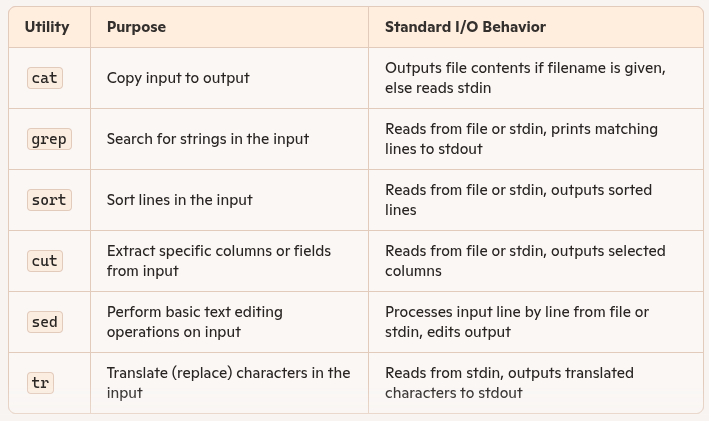 Utility Purpose Standard I/O Behavior
cat Copy input to output Outputs file contents if filename is given,
else reads stdin
grep Search for strings in the input Reads from file or stdin, prints matching
lines to stdout
sort Sort lines in the input Reads from file or stdin, outputs sorted
lines
cut Extract specific columns or fields Reads from file or stdin, outputs selected
from input columns
sed Perform basic text editing Processes input line by line from file or
operations on input stdin, edits output
tr Translate (replace) characters in the Reads from stdin, outputs translated
input characters to stdout